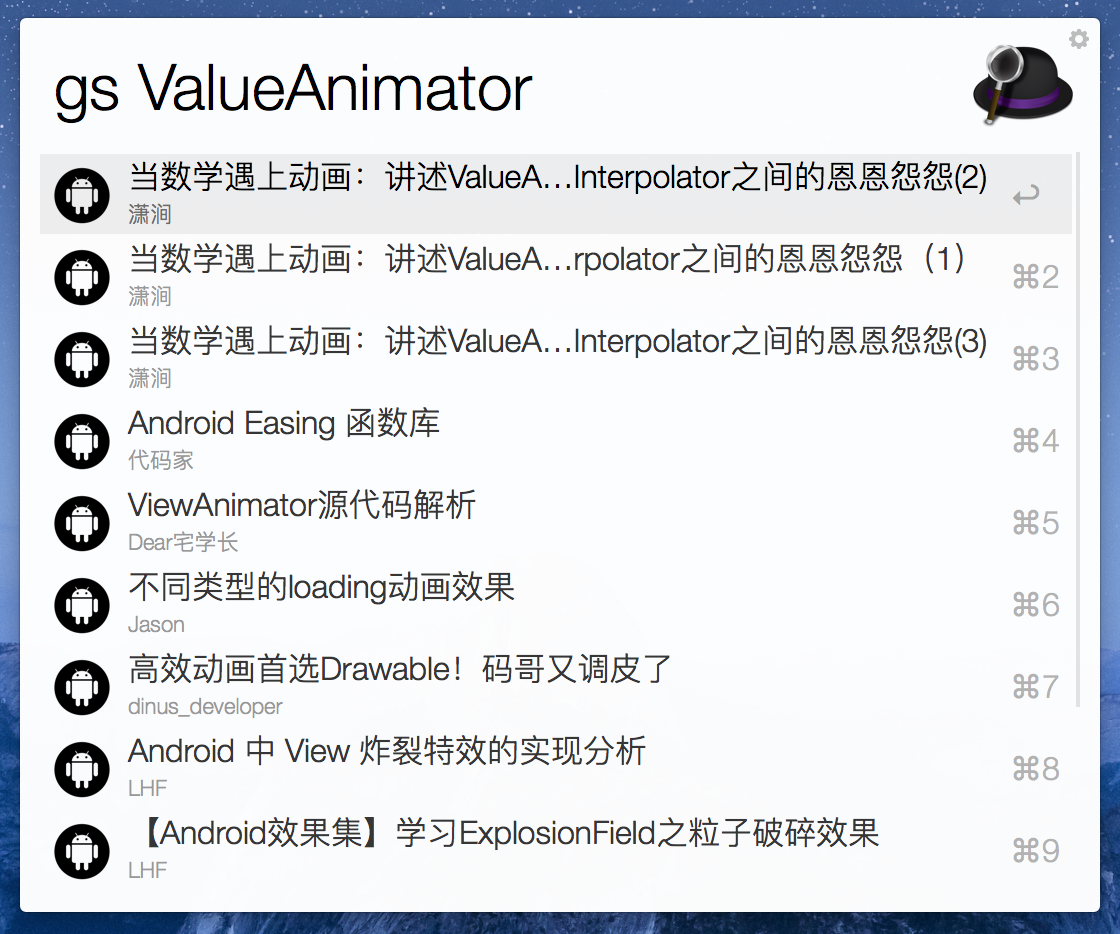 gs ValueAnimator
当数学遇上动画：讲述ValueA…Interpolator之间的恩恩怨怨(2)
潇涧
当数学遇上动画：讲述ValueA…rpolator之间的恩恩怨怨（1）
潇涧
⌘2
当数学遇上动画：讲述ValueA…Interpolator之间的恩恩怨怨(3)
潇涧
⌘3
Android Easing 函数库
代码家
⌘4
ViewAnimator源代码解析
Dear宅学长
⌘5
不同类型的loading动画效果
Jason
⌘6
高效动画首选Drawable！码哥又调皮了
dinus_developer
⌘7
Android 中 View 炸裂特效的实现分析
LHF
⌘8
【Android效果集】学习ExplosionField之粒子破碎效果
LHF
⌘9